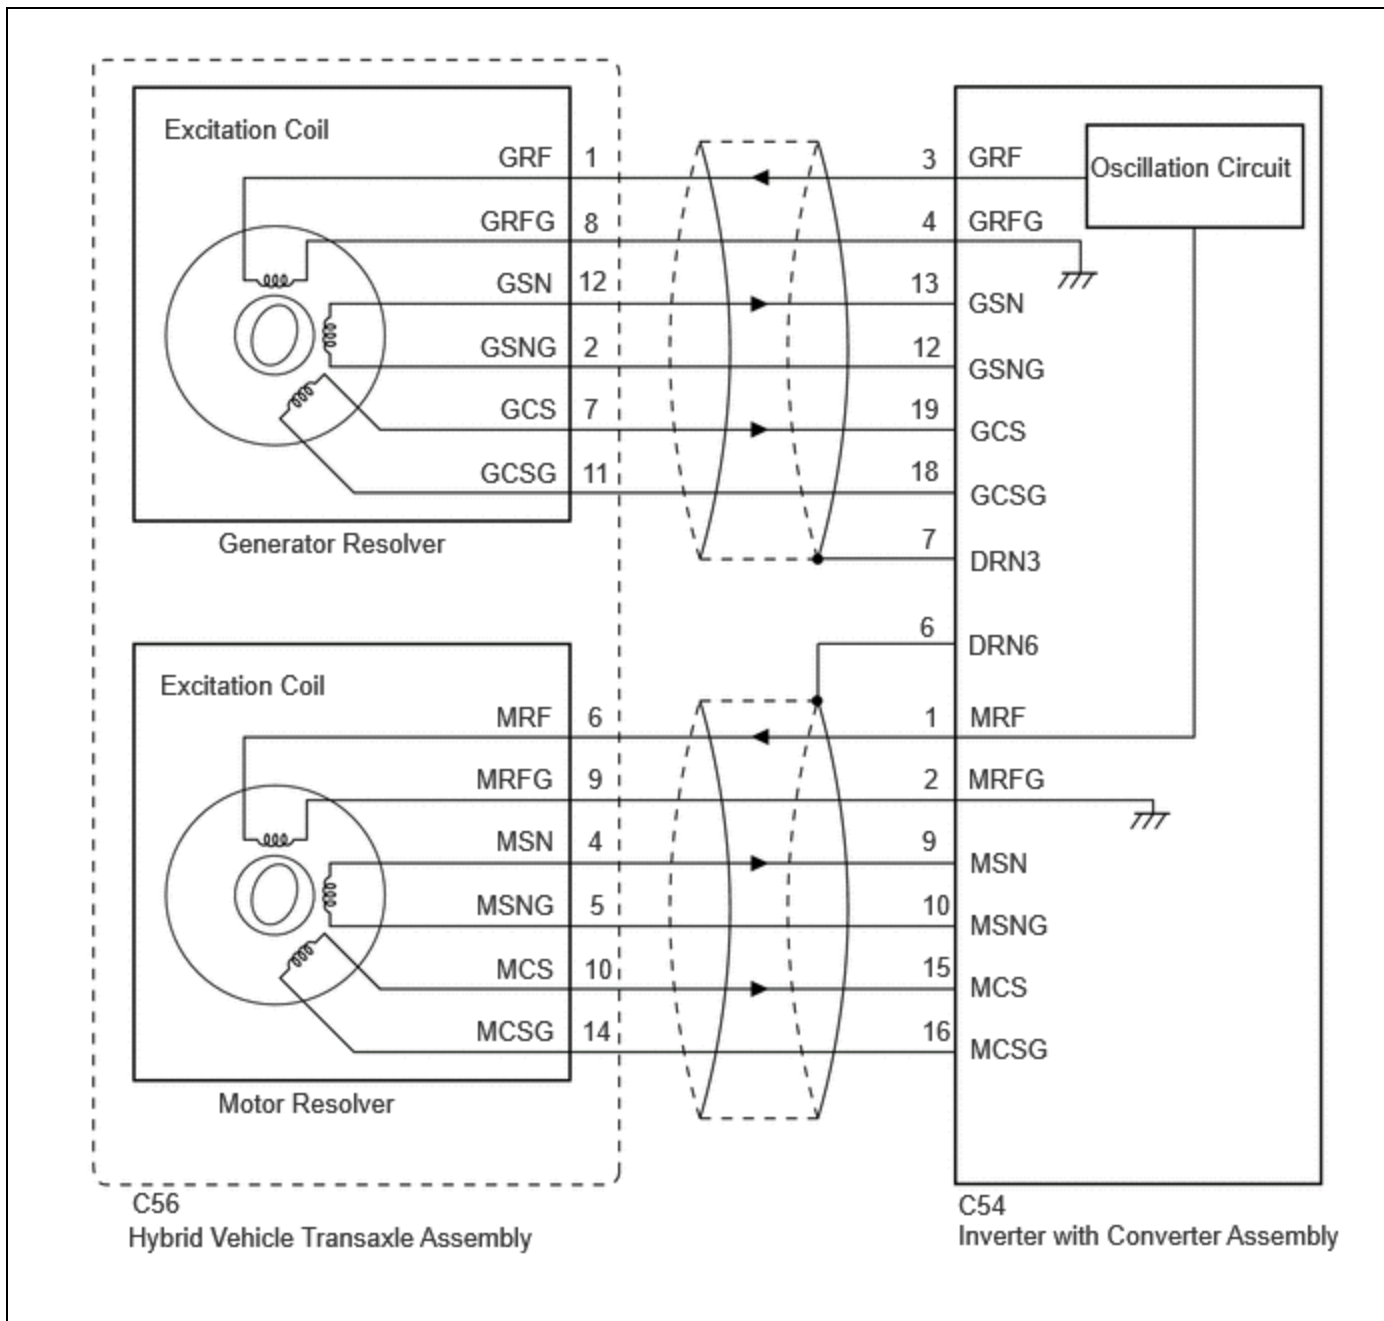 Excitation Coil
GRF 1 3 GRF
Oscillation Circuit
GRFG 8 4 GRFG
GSN 12 13 GSN
GSNG 2 12 GSNG
GCS 7 19 GCS
GCSG 11 18 GCSG
Generator Resolver
7 DRN3
6 DRN6
Excitation Coil
MRF 6 1 MRF
MRFG 9 2 MRFG
MSN 4 9 MSN
MSNG 5 10 MSNG
MCS 10 15 MCS
MCSG 14 16 MCSG
Motor Resolver
C56
Hybrid Vehicle Transaxle Assembly
C54
Inverter with Converter Assembly